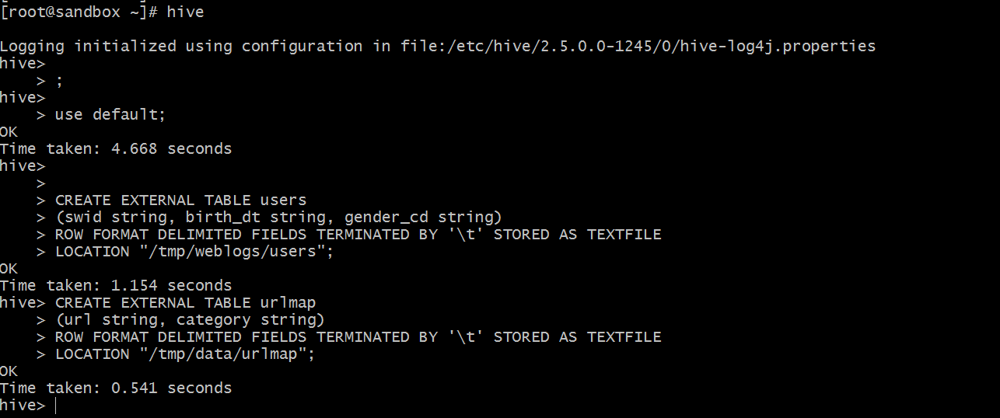 [root@sandbox ~]# hive
Logging initialized using configuration in file:/etc/hive/2.5.0.0-1245/0/hive-log4j.properties
hive>
    > ;
hive>
    > use default;
OK
Time taken: 4.668 seconds
hive>
    >
    > CREATE EXTERNAL TABLE users
    > (swid string, birth_dt string, gender_cd string)
    > ROW FORMAT DELIMITED FIELDS TERMINATED BY '\t' STORED AS TEXTFILE
    > LOCATION "/tmp/weblogs/users";
OK
Time taken: 1.154 seconds
hive> CREATE EXTERNAL TABLE urlmap
    > (url string, category string)
    > ROW FORMAT DELIMITED FIELDS TERMINATED BY '\t' STORED AS TEXTFILE
    > LOCATION "/tmp/data/urlmap";
OK
Time taken: 0.541 seconds
hive>